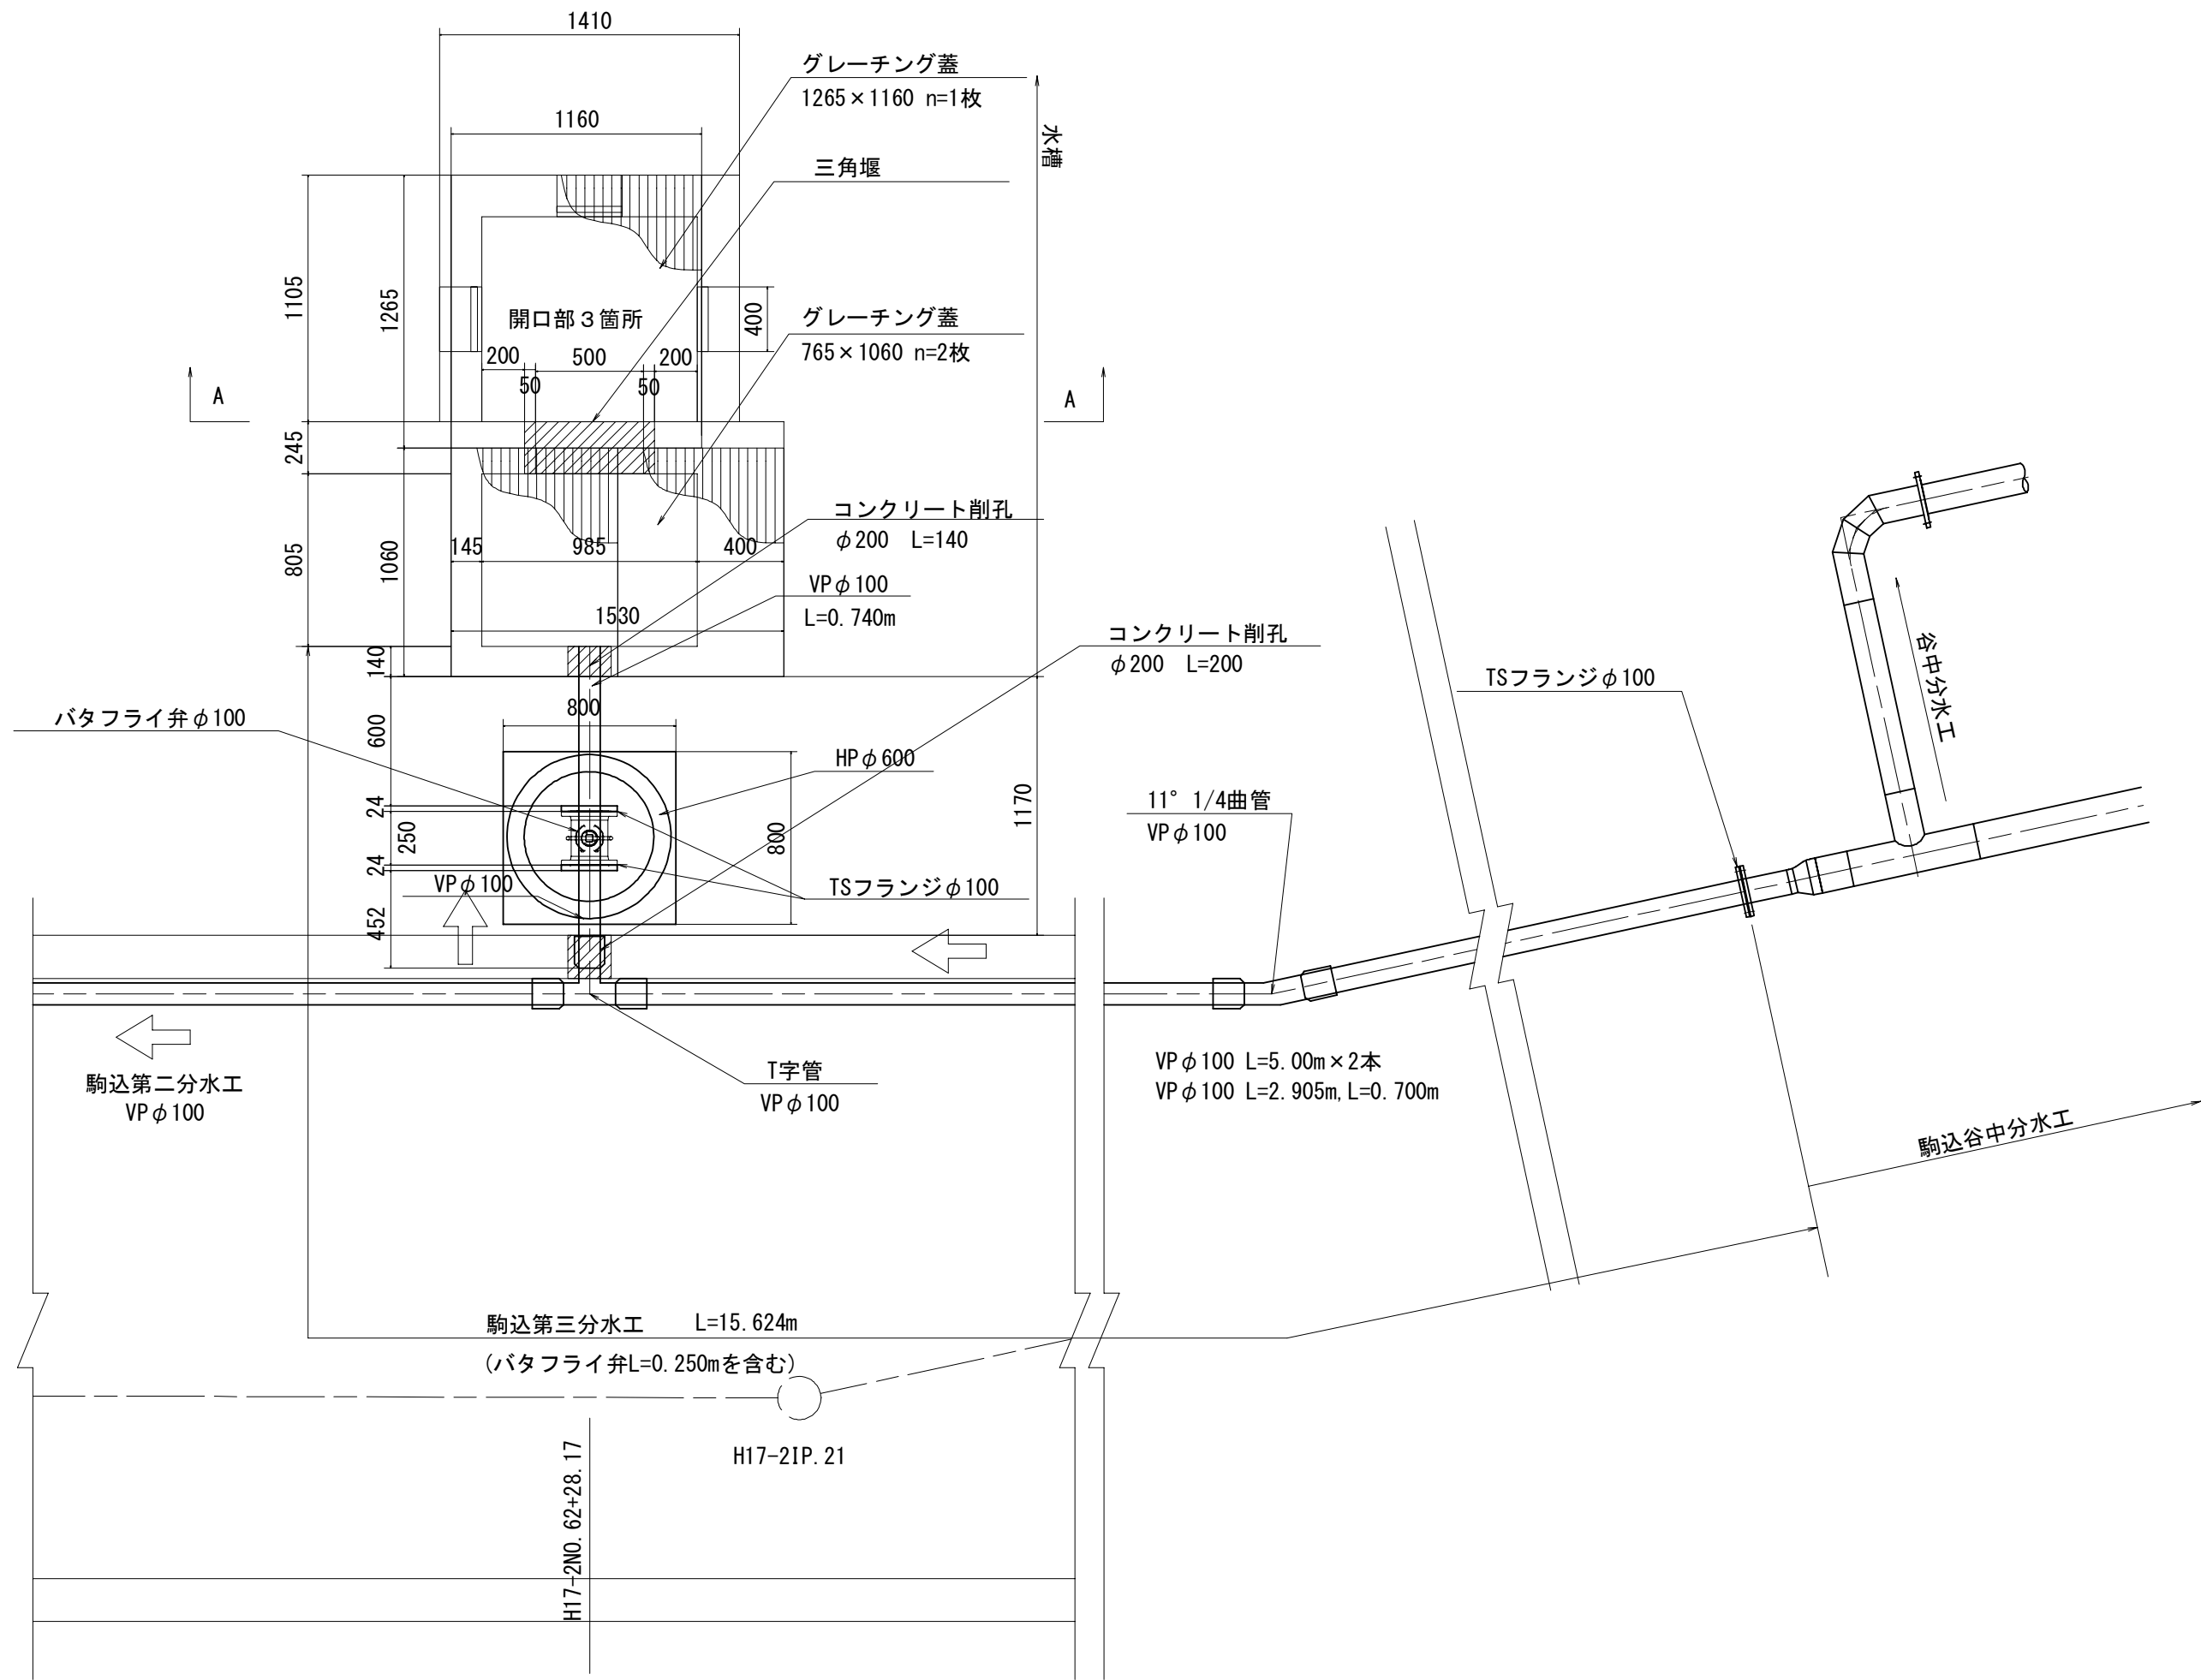 1410
グレーチング蓋
1265×1160 n=1枚
1160
水槽
三角堰
1105
1265
開口部３箇所
400
グレーチング蓋
765×1060 n=2枚
200
500
200
50
50
A
A
245
コンクリート削孔
φ200 L=140
805
1060
145
985
400
VPφ100
L=0.740m
1530
コンクリート削孔
φ200 L=200
谷中分水工
140
TSフランジφ100
バタフライ弁φ100
800
600
HPφ600
24
250
24
800
1170
11°1/4曲管
VPφ100
VPφ100
TSフランジφ100
452
T字管
VPφ100
VPφ100 L=5.00m×2本
VPφ100 L=2.905m,L=0.700m
駒込第二分水工
VPφ100
駒込谷中分水工
駒込第三分水工 L=15.624m
(バタフライ弁L=0.250mを含む)
H17-2IP.21
H17-2NO.62+28.17